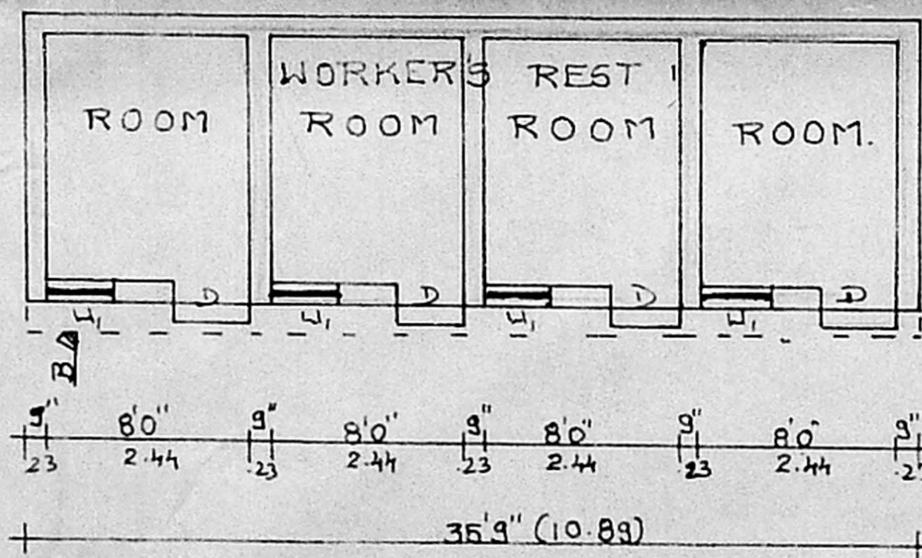 WORKER'S REST
ROOM ROOM ROOM ROOM.
D D D D
W1 W1 W1 W1
B
9" 8'0" 9" 8'0" 9" 8'0" 9" 8'0" 9"
.23 2.44 .23 2.44 .23 2.44 .23 2.44
35'9" (10.89)